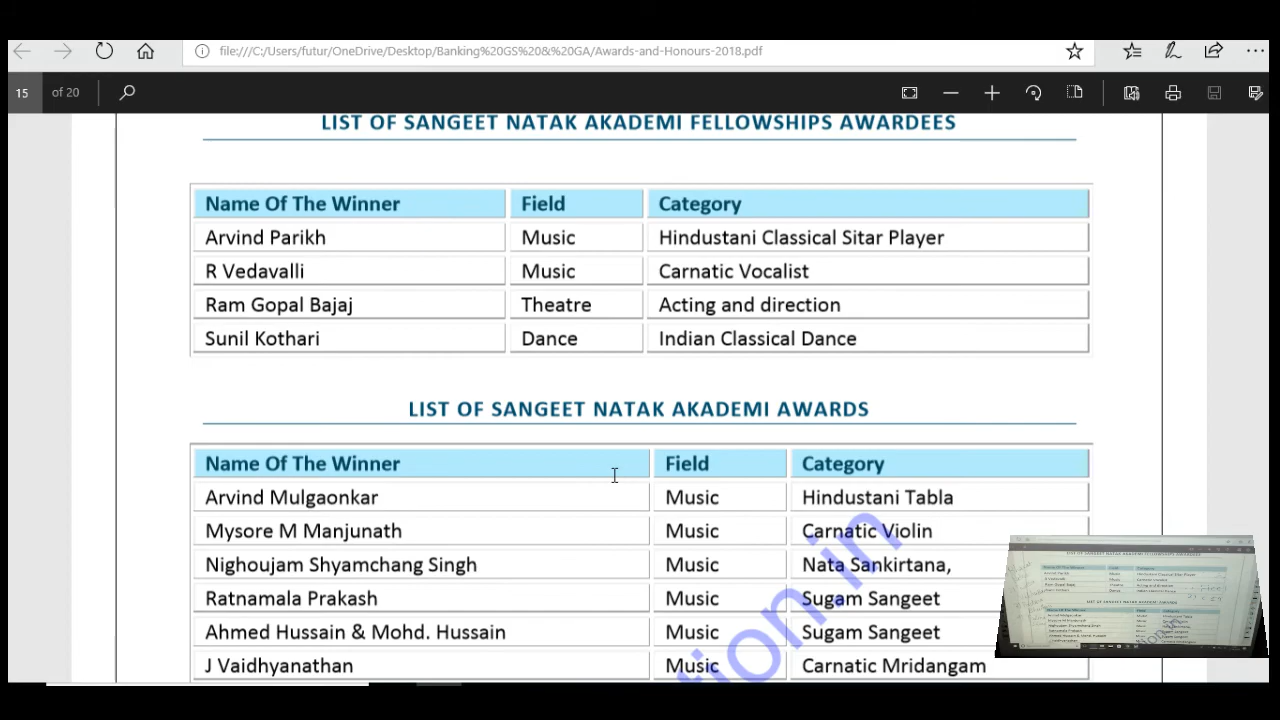 file:///C:/Users/futur/OneDrive/Desktop/Banking%20GS%20&%20GA/Awards-and-Honours-2018.pdf
15 of 20
LIST OF SANGEET NATAK AKADEMI FELLOWSHIPS AWARDEES
Name Of The Winner Field Category
Arvind Parikh Music Hindustani Classical Sitar Player
R Vedavalli Music Carnatic Vocalist
Ram Gopal Bajaj Theatre Acting and direction
Sunil Kothari Dance Indian Classical Dance
LIST OF SANGEET NATAK AKADEMI AWARDS
Name Of The Winner Field Category
Arvind Mulgaonkar Music Hindustani Tabla
Mysore M Manjunath Music Carnatic Violin
Nighoujam Shyamchang Singh Music Nata Sankirtana,
Ratnamala Prakash Music Sugam Sangeet
Ahmed Hussain & Mohd. Hussain Music Sugam Sangeet
J Vaidhyanathan Music Carnatic Mridangam
tion in